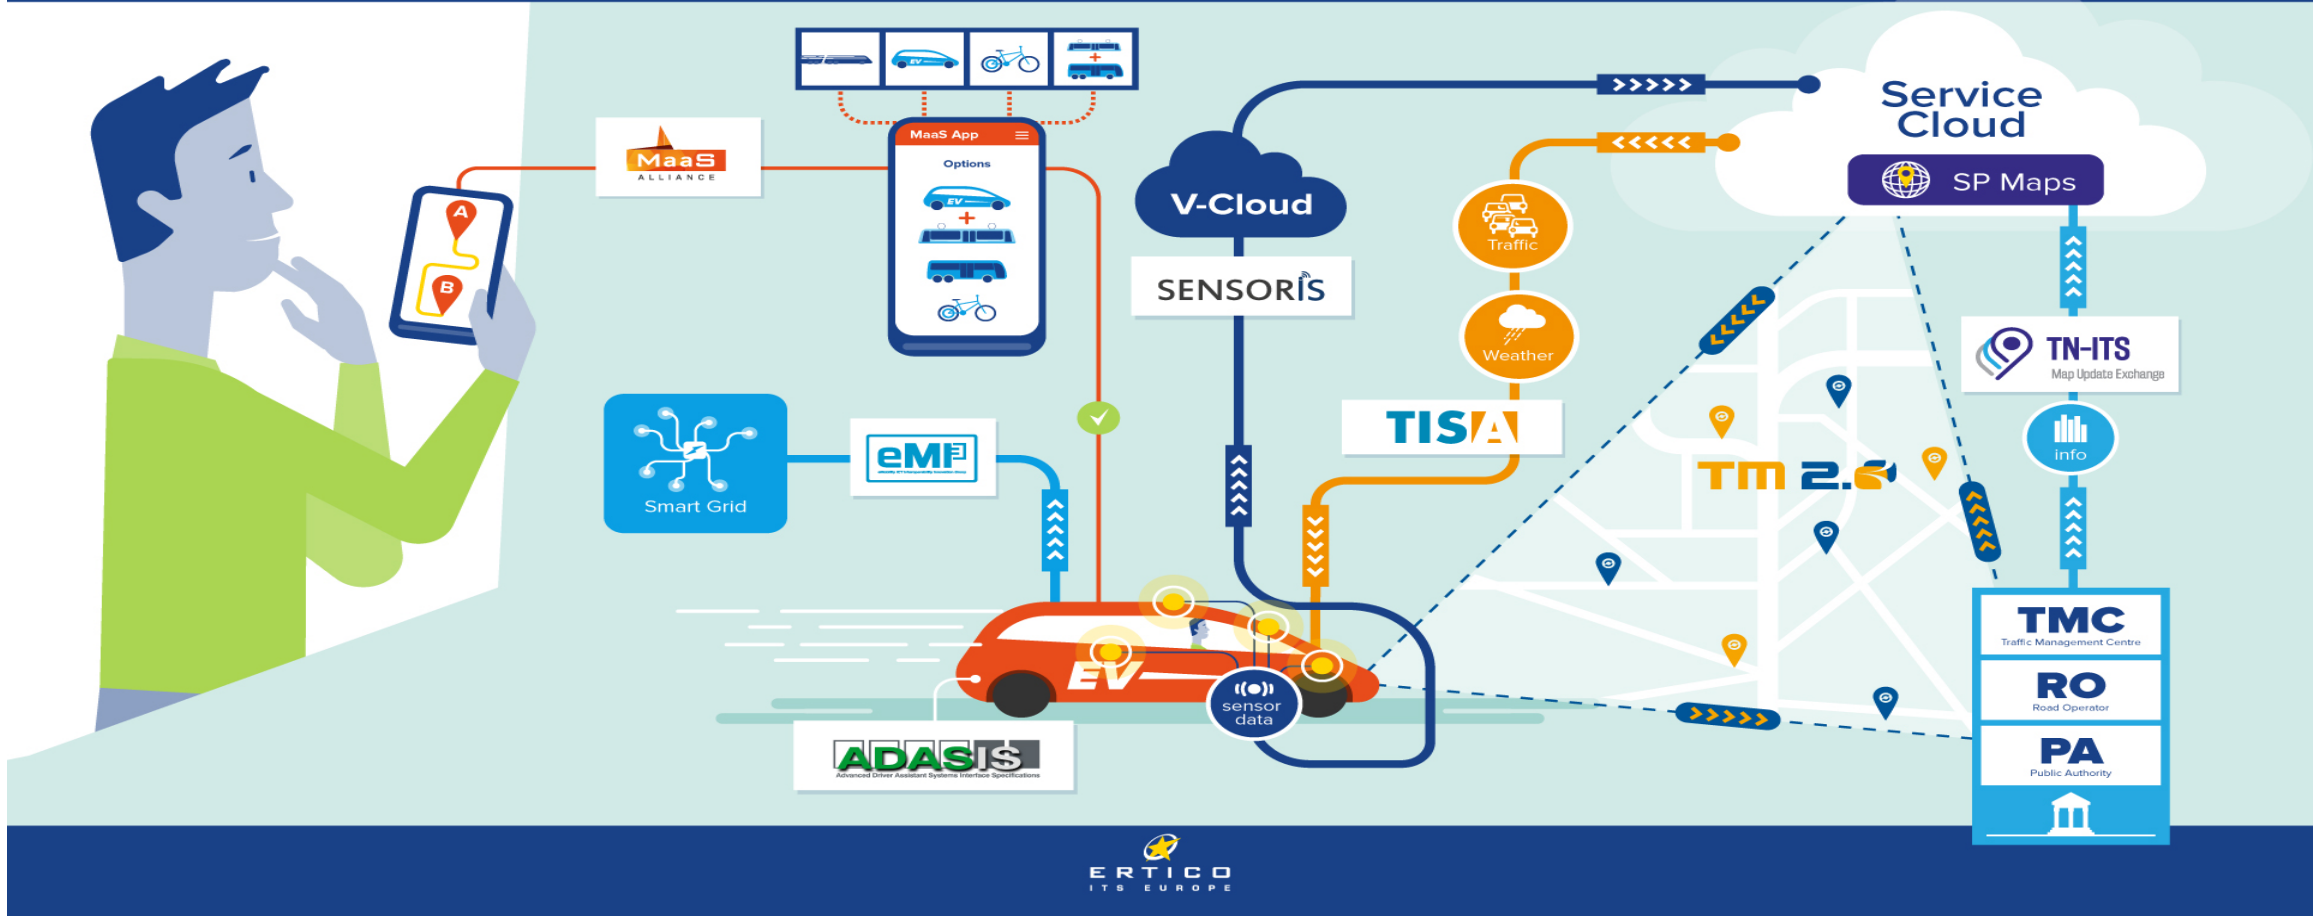 Service
Cloud
SP Maps
MaaS App
Options
EV
EV
MaaS
ALLIANCE
A
B
V-Cloud
SENSORIS
Traffic
Weather
TISA
TN-ITS
Map Update Exchange
info
Smart Grid
eMI3
TM 2.0
EV
sensor
data
ADASIS
Advanced Driver Assistant Systems Interface Specifications
TMC
Traffic Management Centre
RO
Road Operator
PA
Public Authority
ERTICO
ITS EUROPE